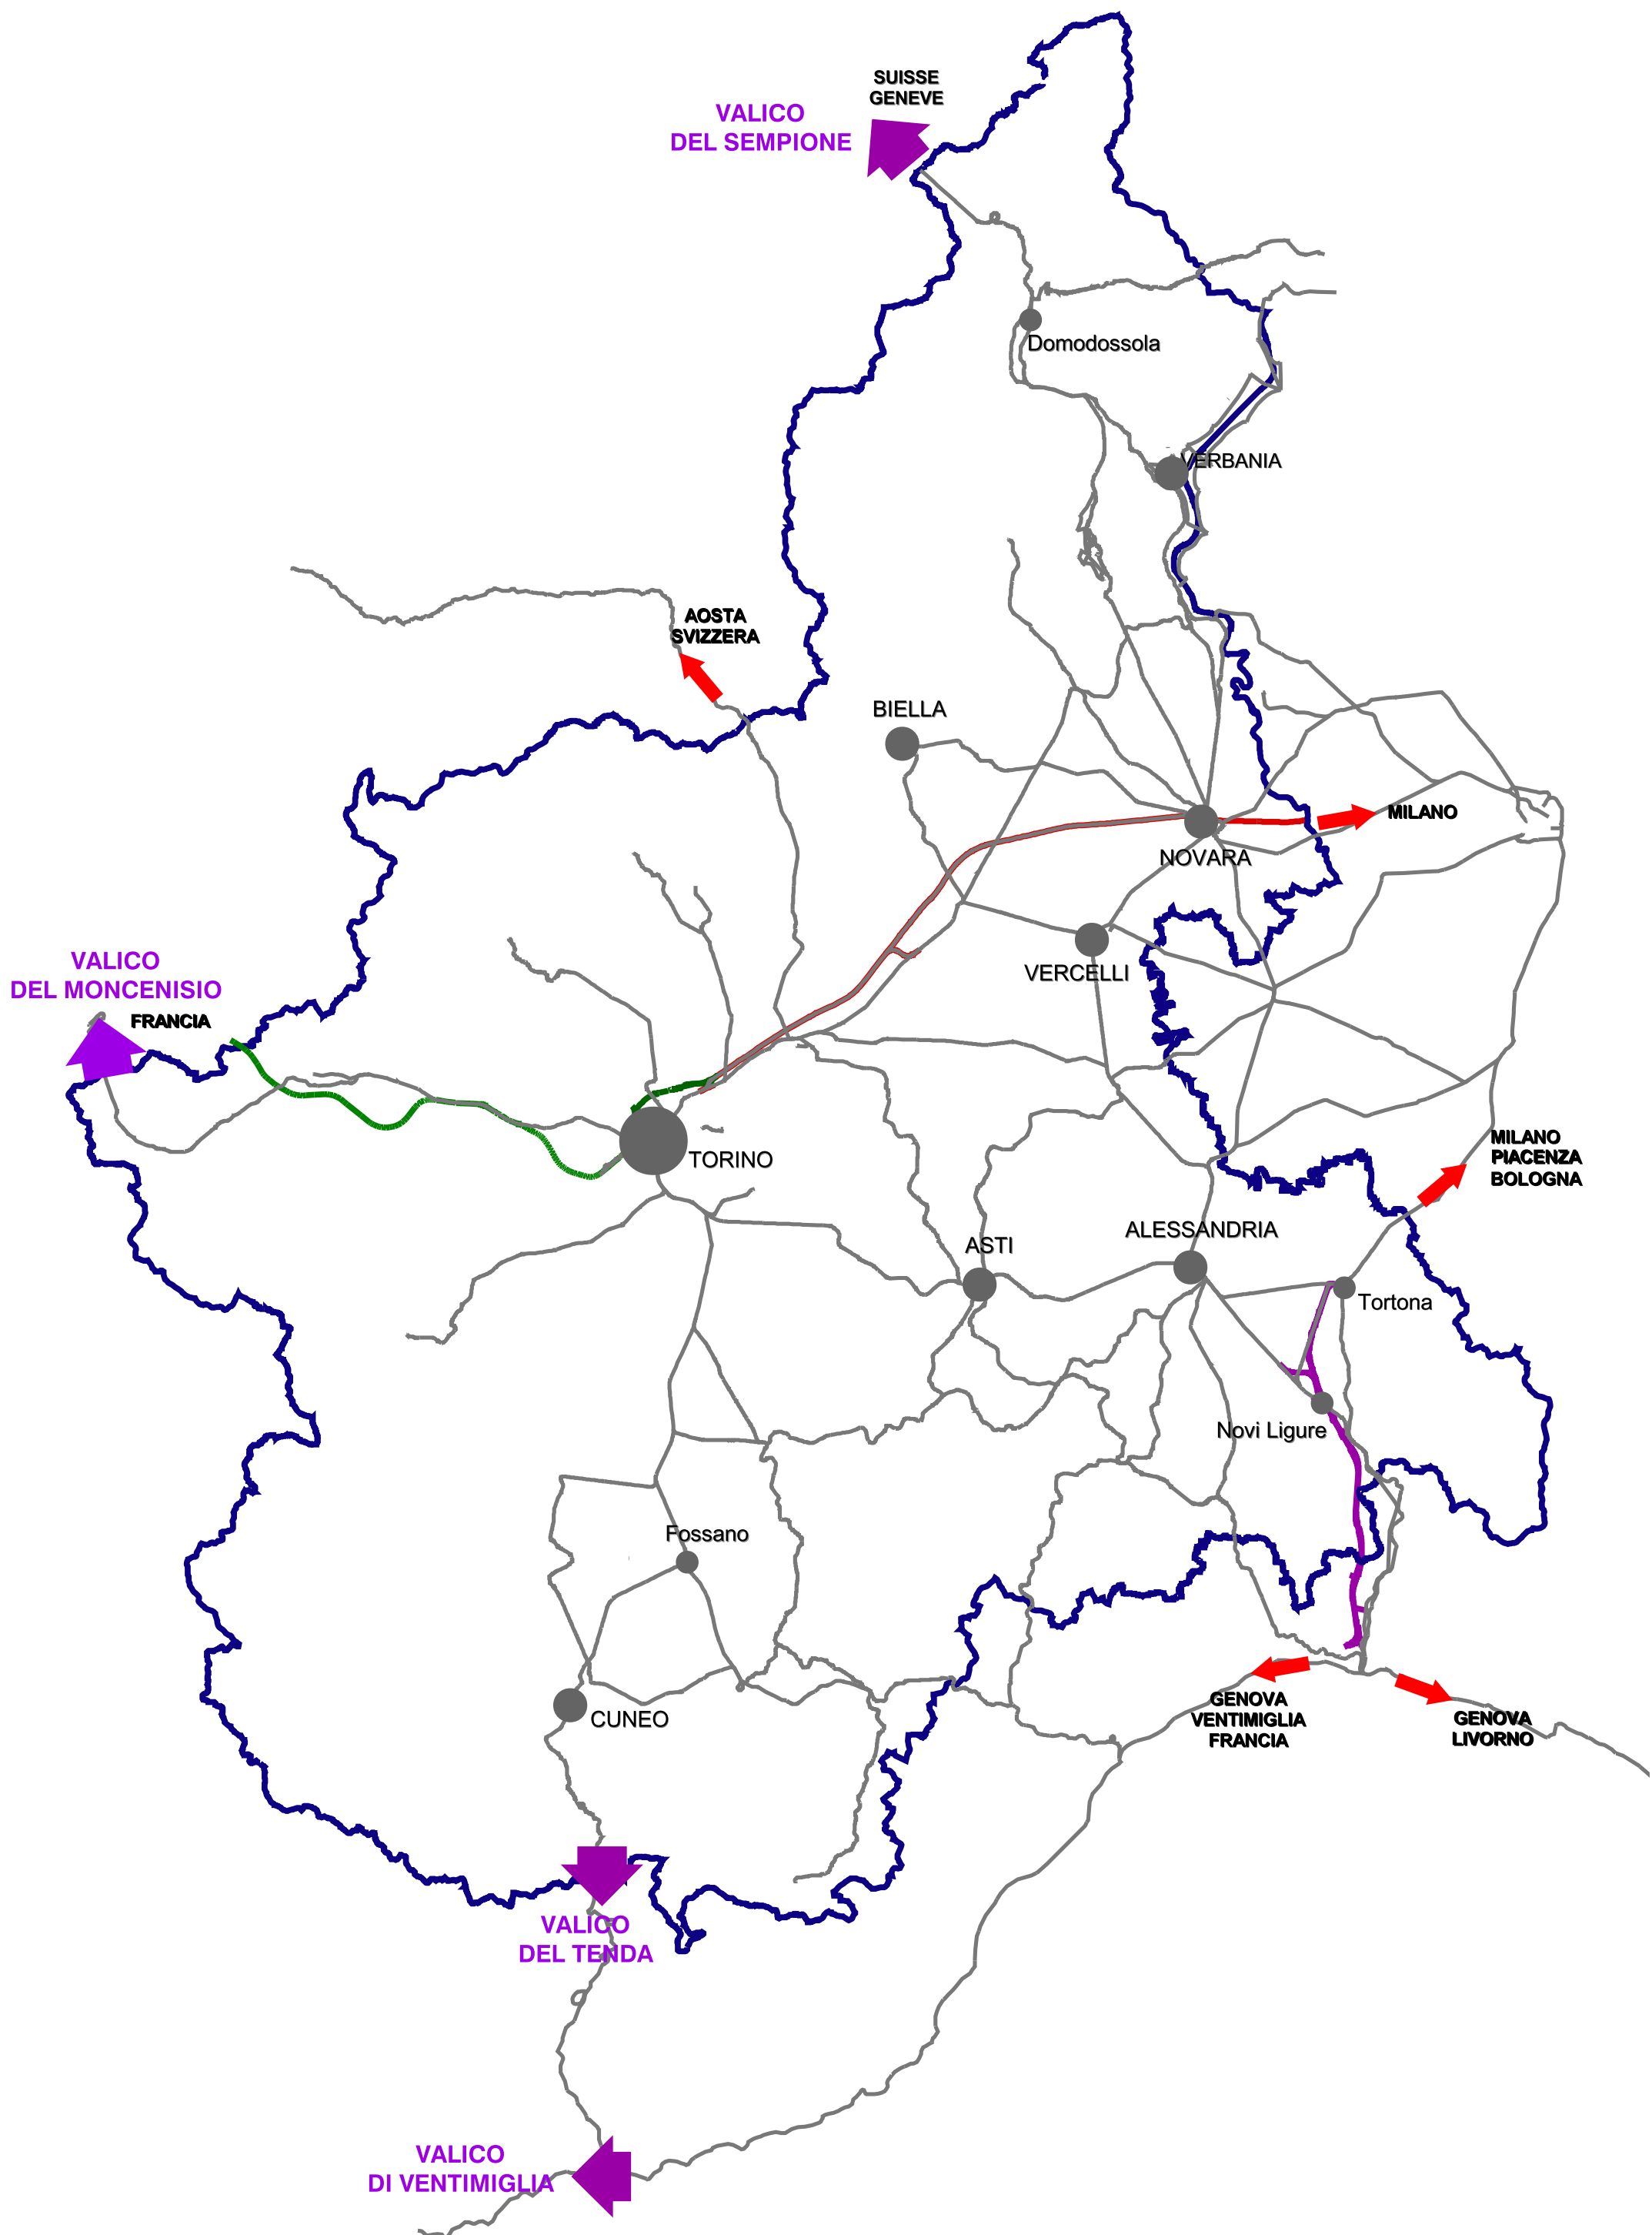 SUISSE
GENEVE
VALICO
DEL SEMPIONE
Domodossola
VERBANIA
AOSTA
SVIZZERA
BIELLA
MILANO
NOVARA
VERCELLI
VALICO
DEL MONCENISIO
FRANCIA
TORINO
MILANO
PIACENZA
BOLOGNA
ALESSANDRIA
ASTI
Tortona
Novi Ligure
Fossano
CUNEO
GENOVA
VENTIMIGLIA
FRANCIA
GENOVA
LIVORNO
VALICO
DEL TENDA
VALICO
DI VENTIMIGLIA